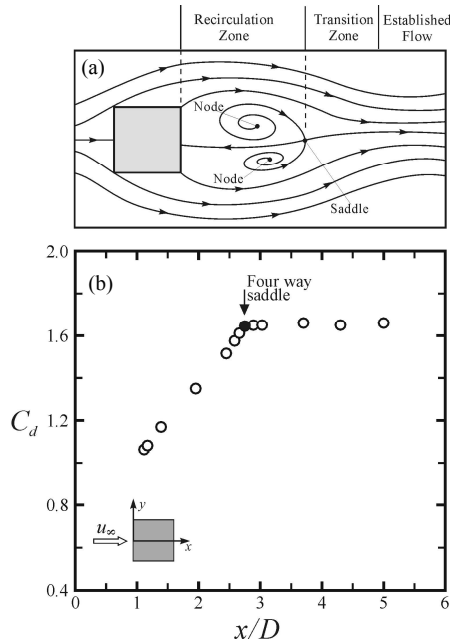 Recirculation Zone
Transition Zone
Established Flow
(a)
Node
Node
Saddle
(b)
Four way saddle
2.0
1.6
1.2
0.8
0.4
C_d
u_∞
y
x
0 1 2 3 4 5 6
x/D